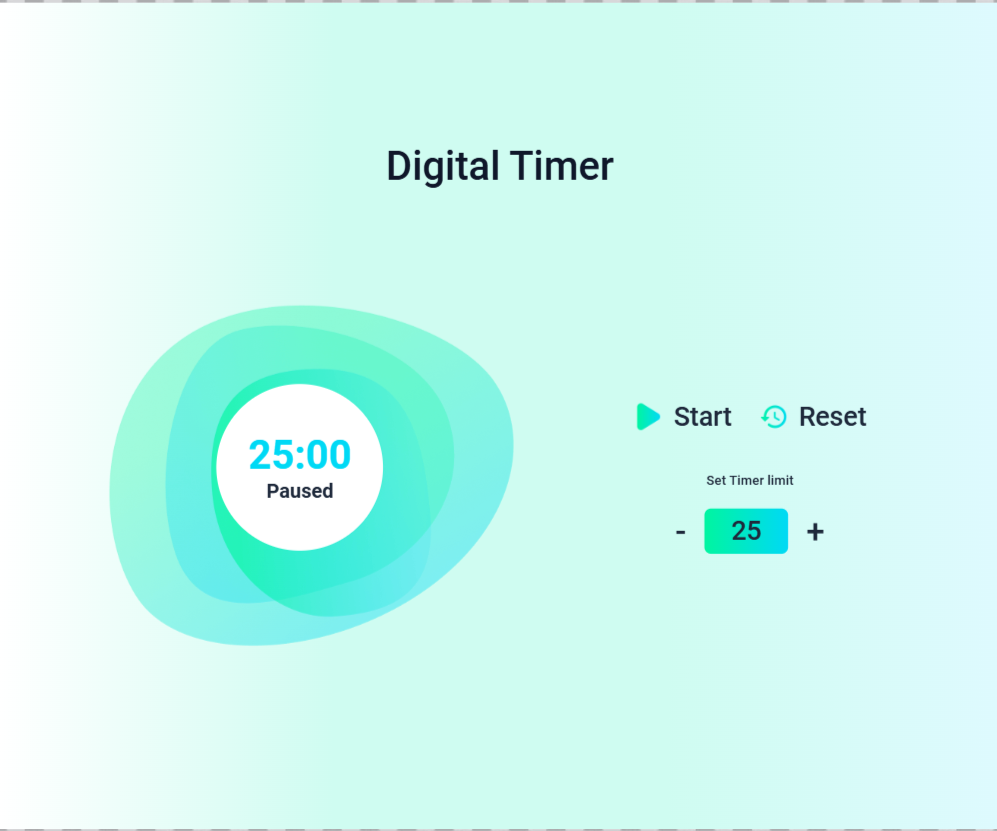 Digital Timer
25:00
Paused
Start Reset
Set Timer limit
- 25 +